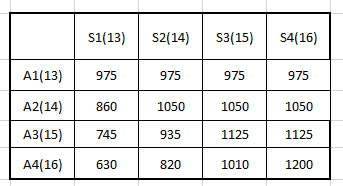 S1(13) S2(14) S3(15) S4(16)
A1(13) 975 975 975 975
A2(14) 860 1050 1050 1050
A3(15) 745 935 1125 1125
A4(16) 630 820 1010 1200